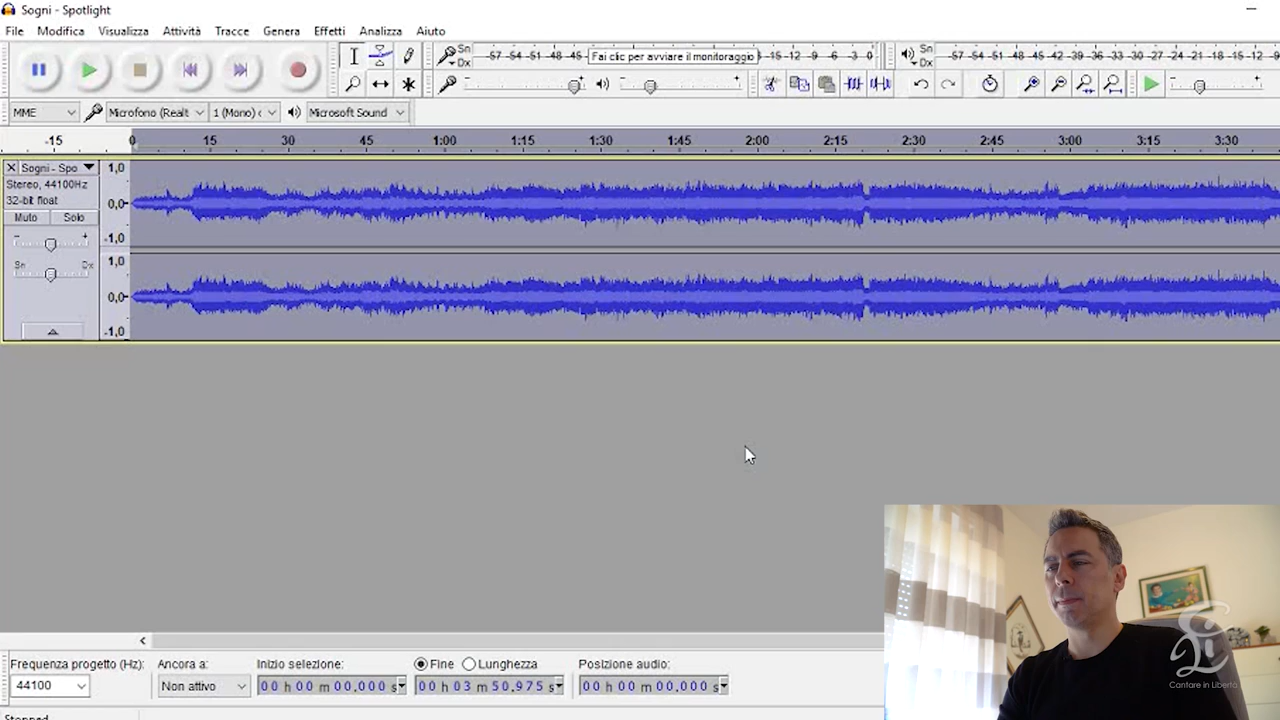 Sogni - Spotlight
File Modifica Visualizza Attività Tracce Genera Effetti Analizza Aiuto
Sn Dx -57 -54 -51 -48 -45 Fai clic per avviare il monitoraggio -15 -12 -9 -6 -3 0 Sn Dx -57 -54 -51 -48 -45 -42 -39 -36 -33 -30 -27 -24 -21 -18 -15 -12 -9
MME Microfono (Realt 1 (Mono) c Microsoft Sound
-15 0 15 30 45 1:00 1:15 1:30 1:45 2:00 2:15 2:30 2:45 3:00 3:15 3:30
Sogni - Spo
Stereo, 44100Hz
32-bit float
Muto Solo
- +
Sn Dx
1,0
0,0
-1,0
1,0
0,0
-1,0
Frequenza progetto (Hz): Ancora a: Inizio selezione: Fine Lunghezza Posizione audio:
44100 Non attivo 00 h 00 m 00.000 s 00 h 03 m 50.975 s 00 h 00 m 00.000 s
Stopped.
Cantare in Libertà